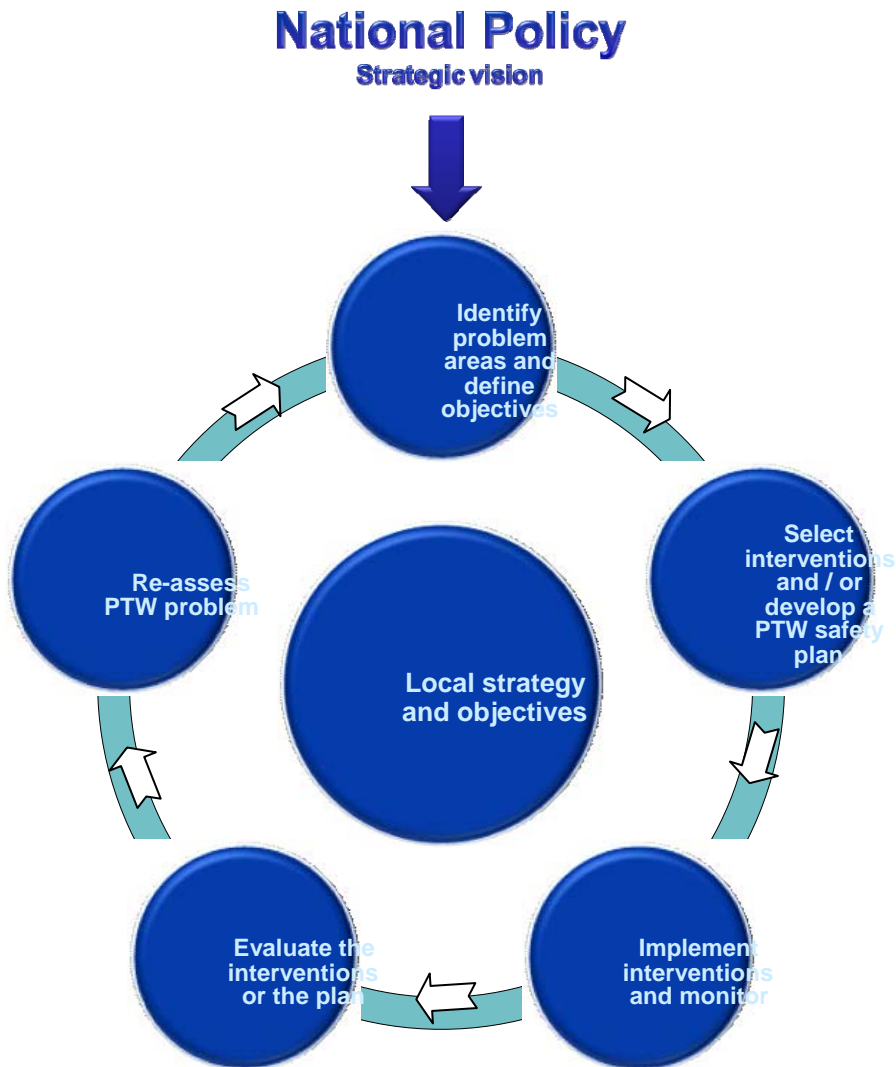 National Policy
Strategic vision
Identify
problem
areas and
define
objectives
Select
interventions
and / or
develop a
PTW safety
plan
Re-assess
PTW problem
Local strategy
and objectives
Evaluate the
interventions
or the plan
Implement
interventions
and monitor